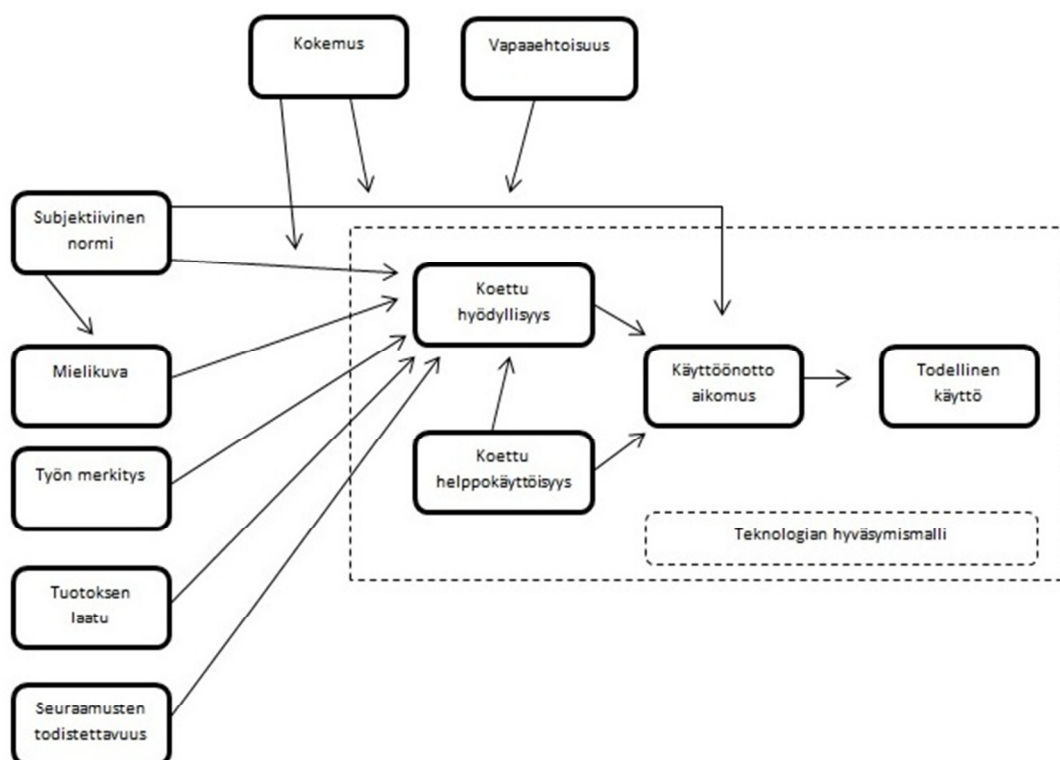 Kokemus
Vapaaehtoisuus
Subjektiivinen
normi
Koettu
hyödyllisyys
Mielikuva
Käyttöönotto
aikomus
Todellinen
käyttö
Työn merkitys
Koettu
helppokäyttöisyys
Teknologian hyväsymismalli
Tuotoksen
laatu
Seuraamusten
todistettavuus